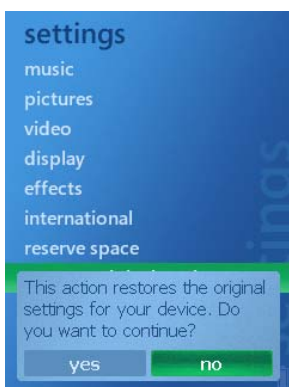 settings
music
pictures
video
display
effects
international
reserve space
This action restores the original
settings for your device. Do
you want to continue?
yes
no